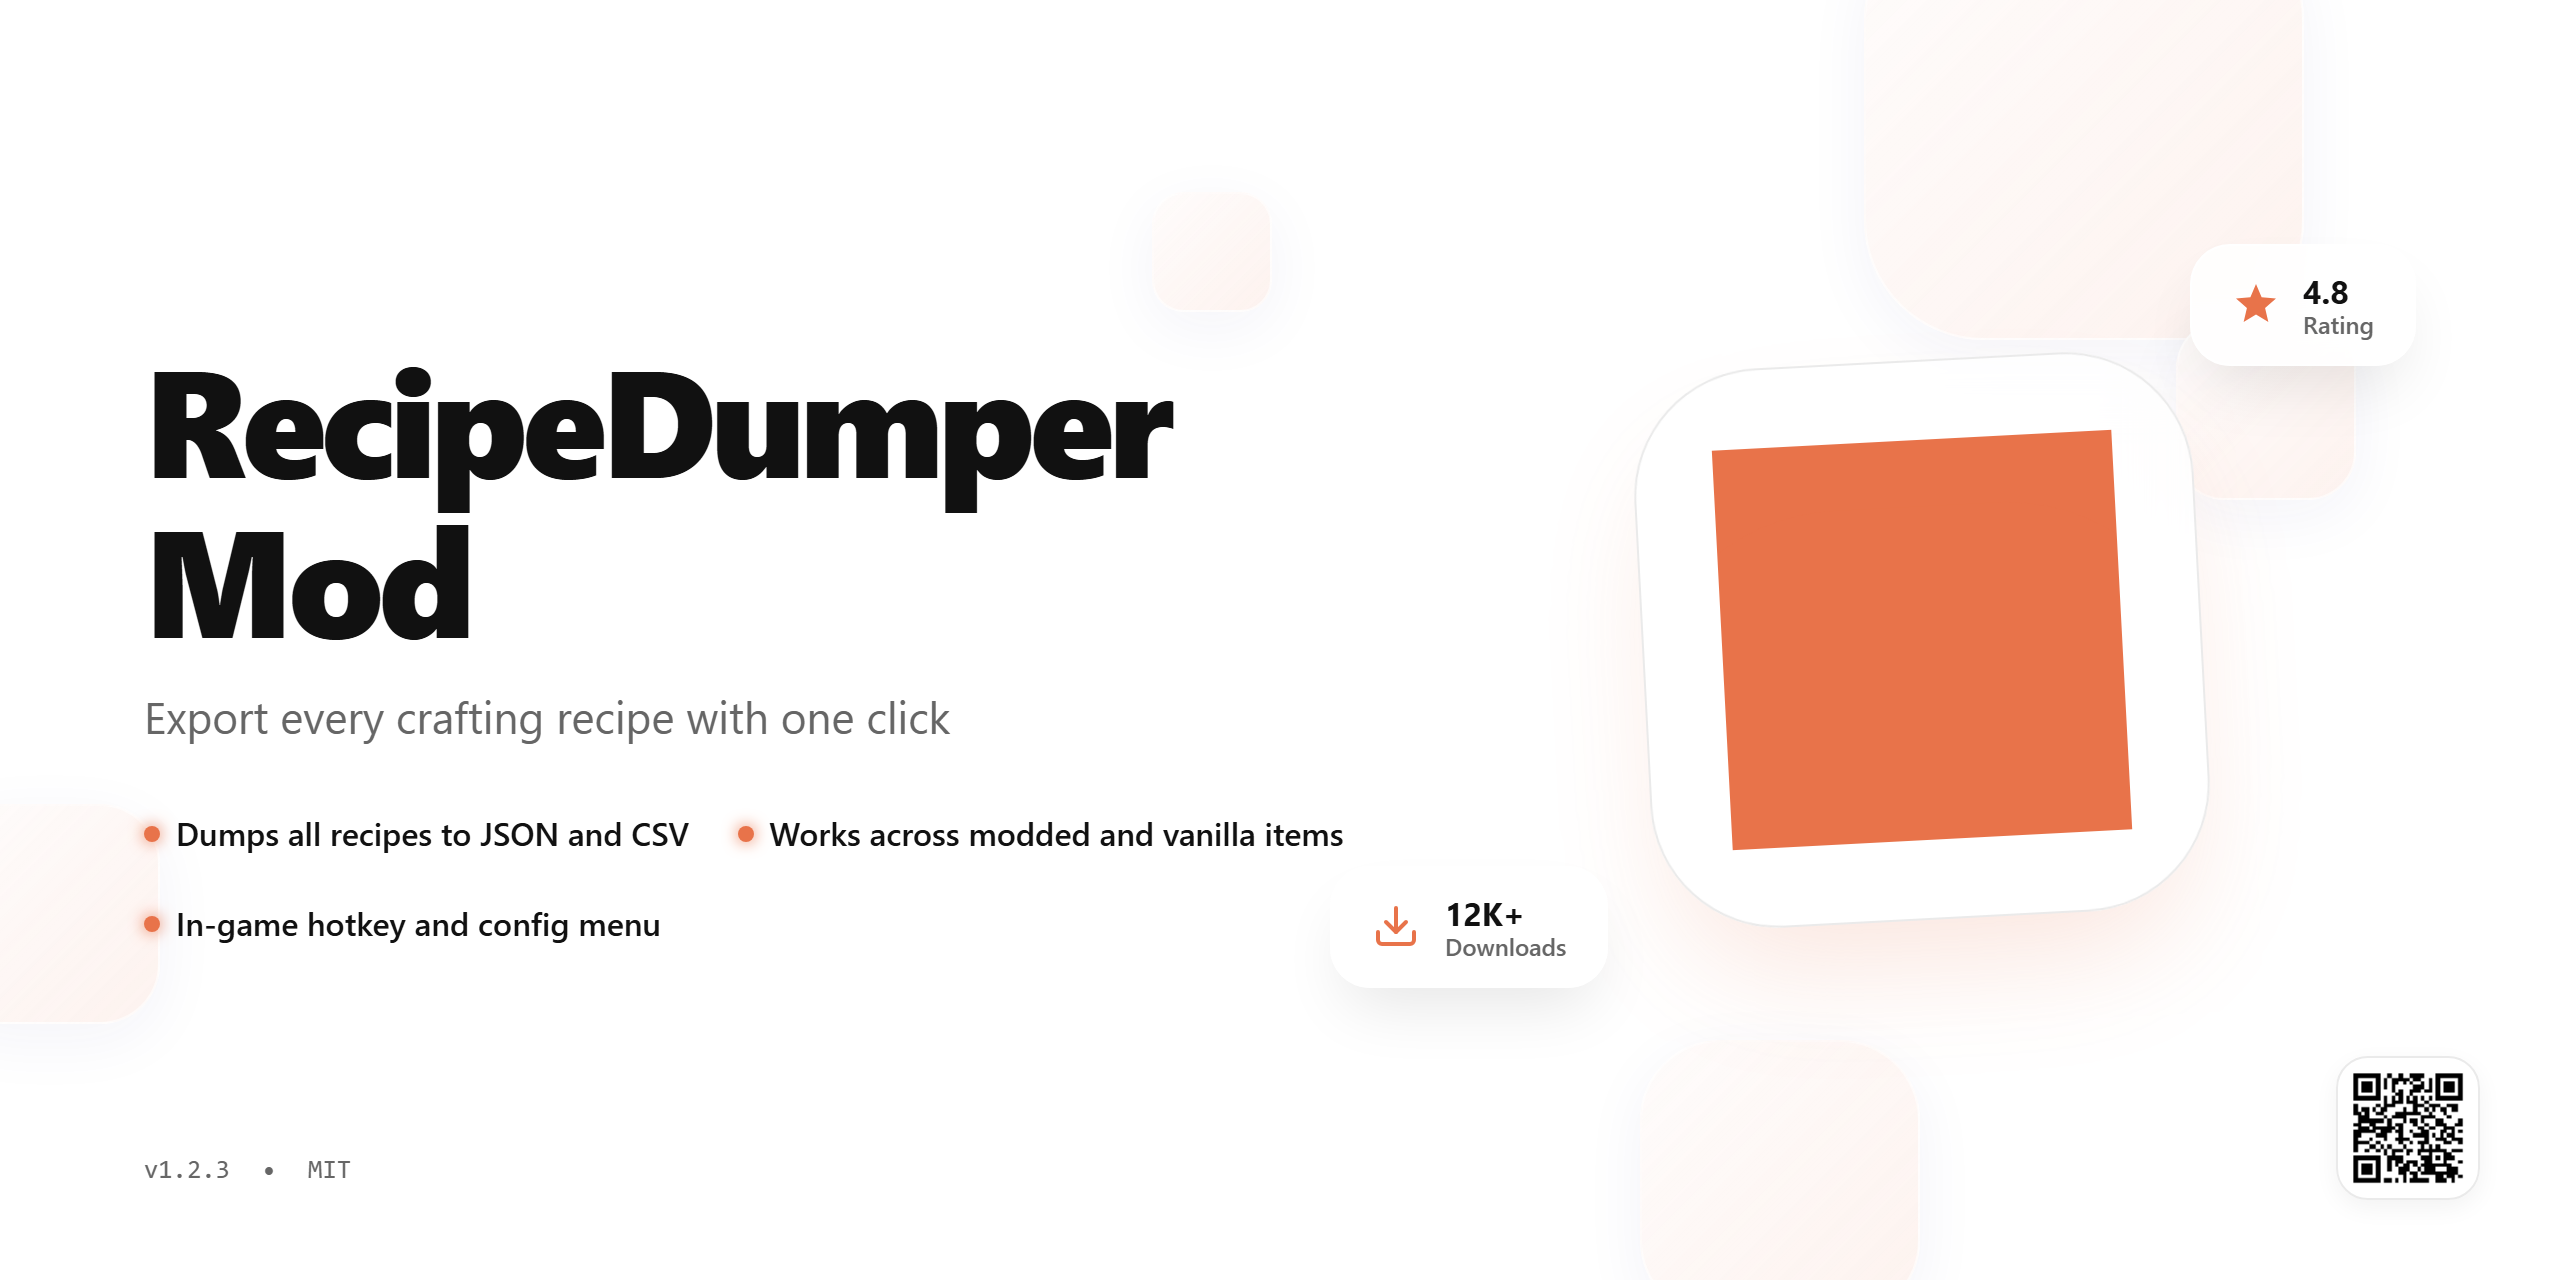 RecipeDumper
Mod
Export every crafting recipe with one click
Dumps all recipes to JSON and CSV
Works across modded and vanilla items
In-game hotkey and config menu
4.8
Rating
12K+
Downloads
v1.2.3 • MIT